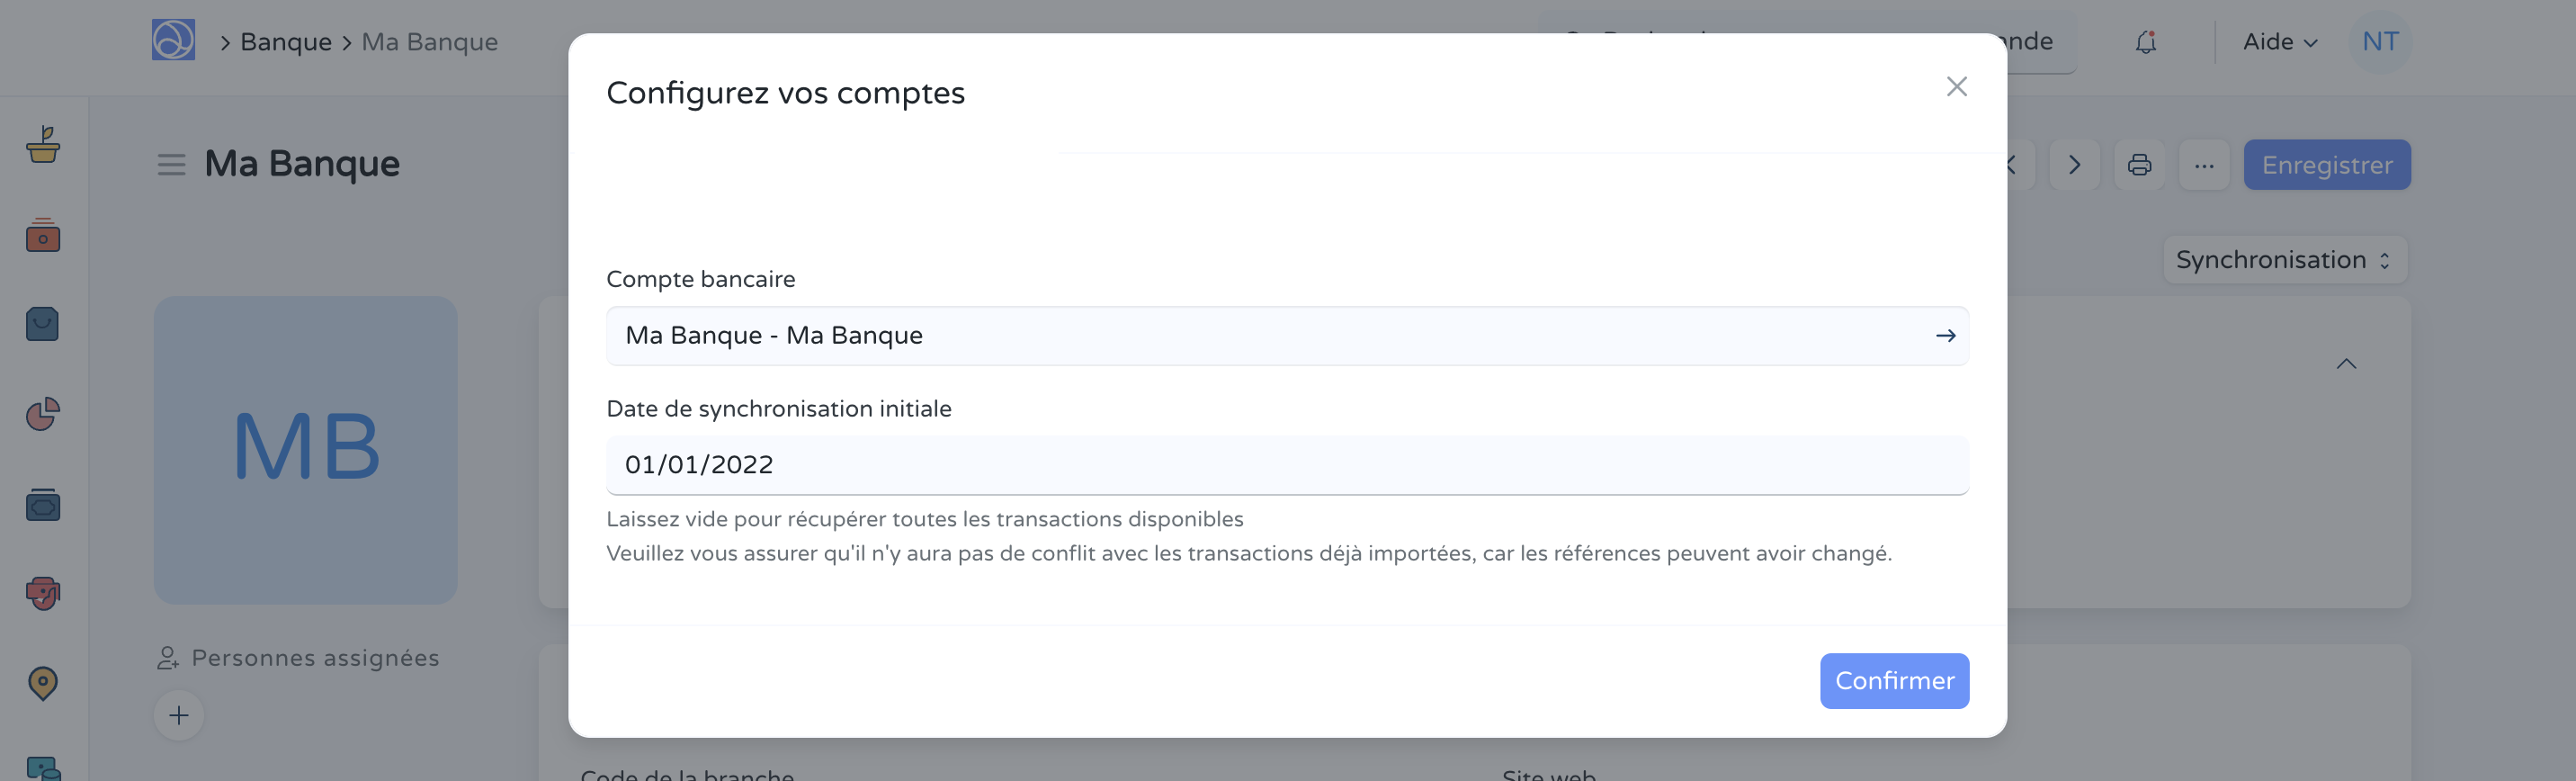 Banque > Ma Banque
nde
Aide
NT
Configurez vos comptes
Ma Banque
...
Enregistrer
Synchronisation
Compte bancaire
Ma Banque - Ma Banque
Date de synchronisation initiale
01/01/2022
Laissez vide pour récupérer toutes les transactions disponibles
Veuillez vous assurer qu'il n'y aura pas de conflit avec les transactions déjà importées, car les références peuvent avoir changé.
MB
Personnes assignées
Confirmer
Code de la branche
Site web